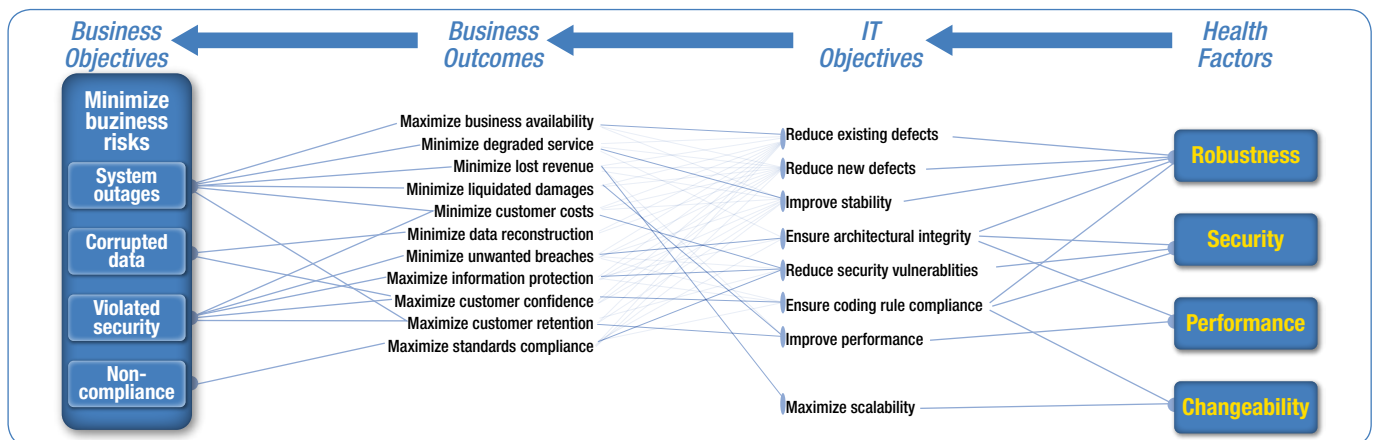 Business
Objectives
Business
Outcomes
IT
Objectives
Health
Factors
Minimize
buziness
risks
System
outages
Corrupted
data
Violated
security
Non-
compliance
Maximize business availability
Minimize degraded service
Minimize lost revenue
Minimize liquidated damages
Minimize customer costs
Minimize data reconstruction
Minimize unwanted breaches
Maximize information protection
Maximize customer confidence
Maximize customer retention
Maximize standards compliance
Reduce existing defects
Reduce new defects
Improve stability
Ensure architectural integrity
Reduce security vulnerablities
Ensure coding rule compliance
Improve performance
Maximize scalability
Robustness
Security
Performance
Changeability